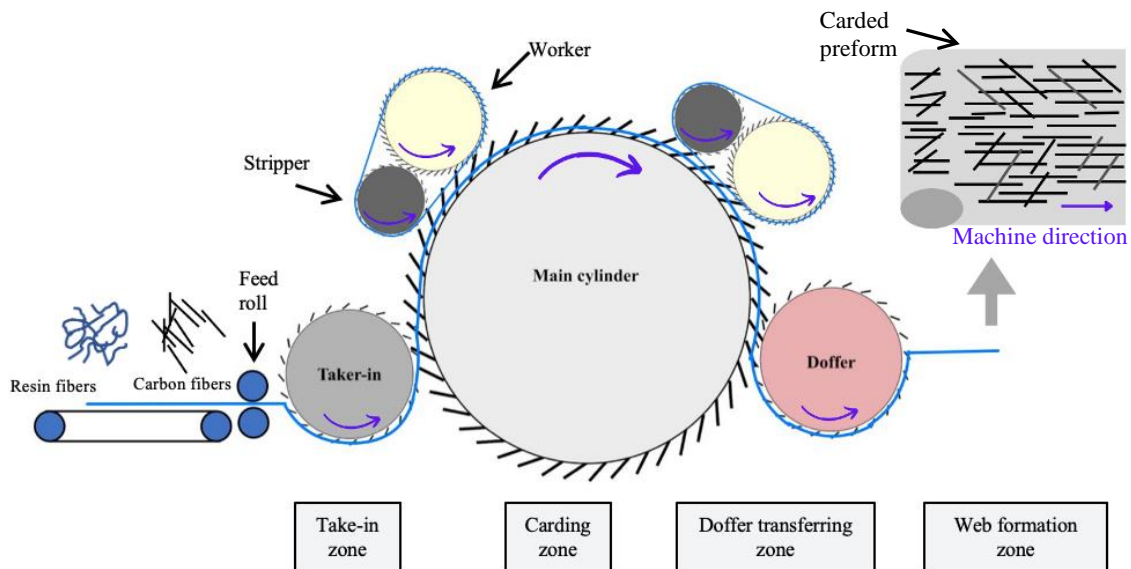 Carded
preform
Worker
Stripper
Machine direction
Main cylinder
Feed
roll
Resin fibers
Carbon fibers
Taker-in
Doffer
Take-in
zone
Carding
zone
Doffer transferring
zone
Web formation
zone